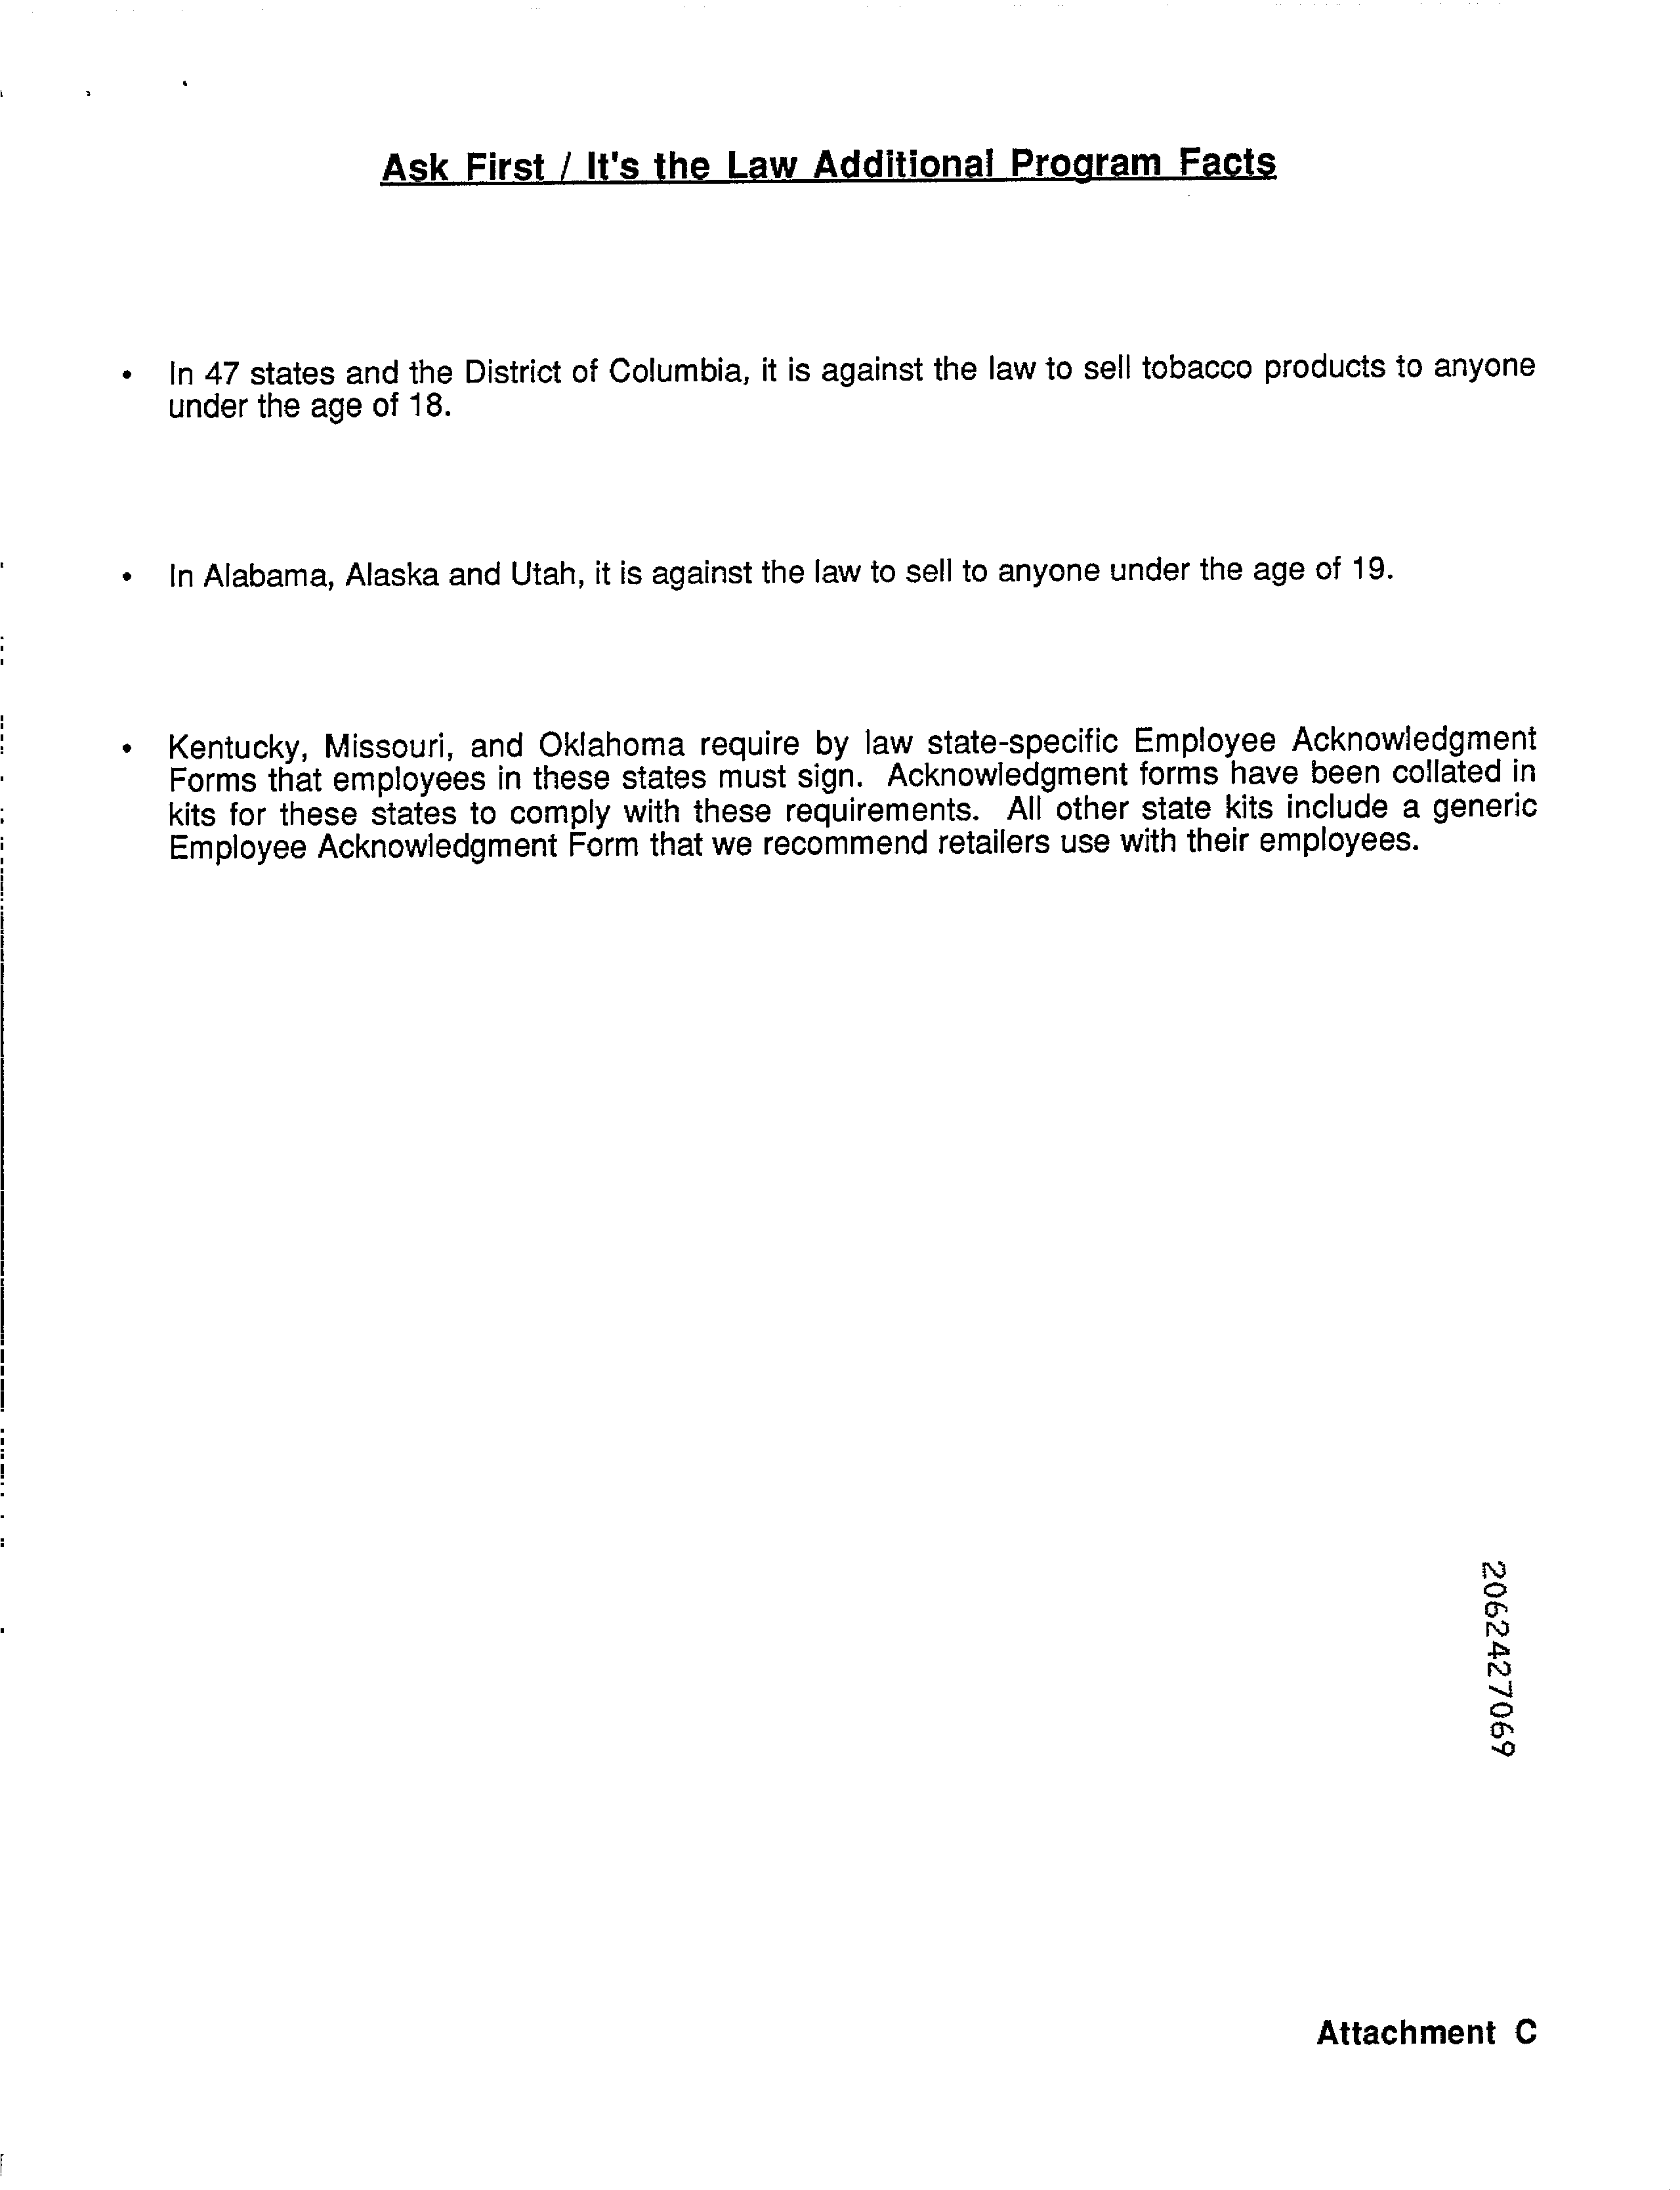 Ask First / It's the Law Additional Program Facts
• In 47 states and the District of Columbia, it is against the law to sell tobacco products to anyone
under the age of 18.
• In Alabama, Alaska and Utah, it is against the law to sell to anyone under the age of 19.
• Kentucky, Missouri, and Oklahoma require by law state-specific Employee Acknowledgment
Forms that employees in these states must sign. Acknowledgment forms have been collated in
kits for these states to comply with these requirements. All other state kits include a generic
Employee Acknowledgment Form that we recommend retailers use with their employees.
2062427069
Attachment C